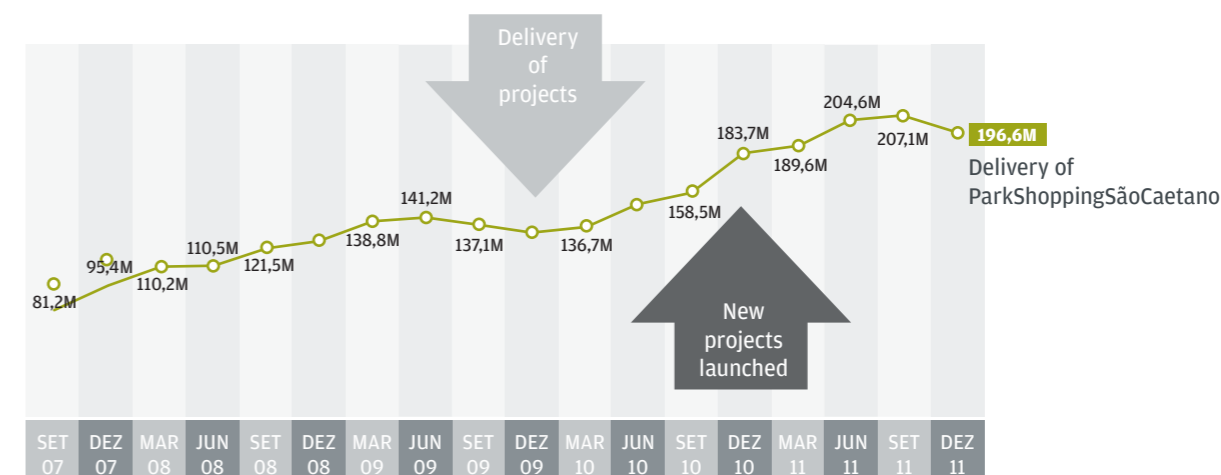 Delivery
of
projects
81,2M
95,4M
110,2M
110,5M
121,5M
138,8M
141,2M
137,1M
136,7M
158,5M
183,7M
189,6M
204,6M
207,1M
196,6M
Delivery of
ParkShoppingSãoCaetano
New
projects
launched
SET DEZ MAR JUN SET DEZ MAR JUN SET DEZ MAR JUN SET DEZ MAR JUN SET DEZ
07 07 08 08 08 08 09 09 09 09 10 10 10 10 11 11 11 11